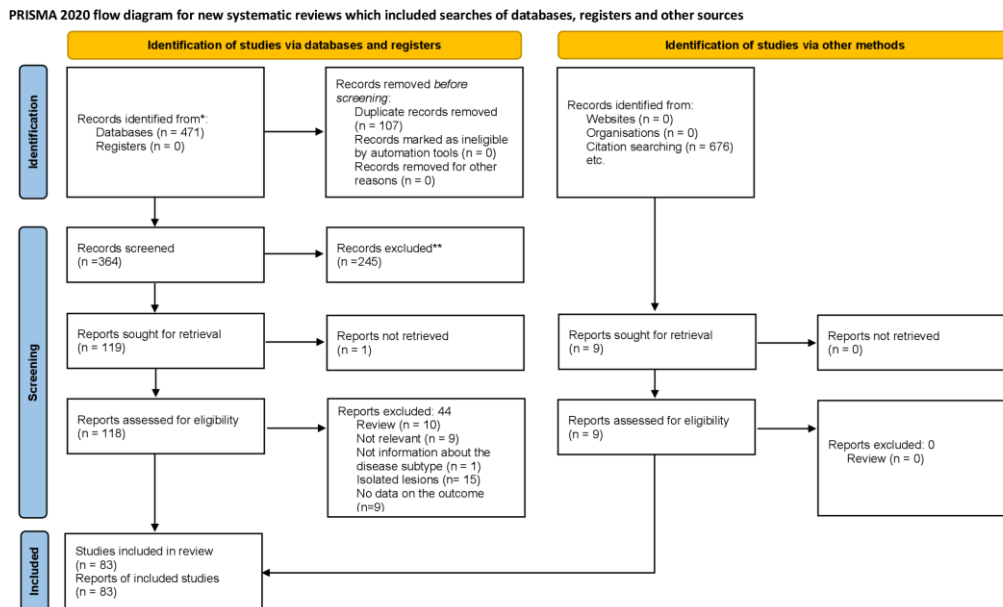 PRISMA 2020 flow diagram for new systematic reviews which included searches of databases, registers and other sources
Identification of studies via databases and registers
Identification of studies via other methods
Identification
Records identified from*:
Databases (n = 471)
Registers (n = 0)
Records removed before
screening:
Duplicate records removed
(n = 107)
Records marked as ineligible
by automation tools (n = 0)
Records removed for other
reasons (n = 0)
Records identified from:
Websites (n = 0)
Organisations (n = 0)
Citation searching (n = 676)
etc.
Screening
Records screened
(n =364)
Records excluded**
(n =245)
Reports sought for retrieval
(n = 119)
Reports not retrieved
(n = 1)
Reports sought for retrieval
(n = 9)
Reports not retrieved
(n = 0)
Reports assessed for eligibility
(n = 118)
Reports excluded: 44
Review (n = 10)
Not relevant (n = 9)
Not information about the
disease subtype (n = 1)
Isolated lesions (n= 15)
No data on the outcome
(n=9)
Reports assessed for eligibility
(n = 9)
Reports excluded: 0
Review (n = 0)
Included
Studies included in review
(n = 83)
Reports of included studies
(n = 83)